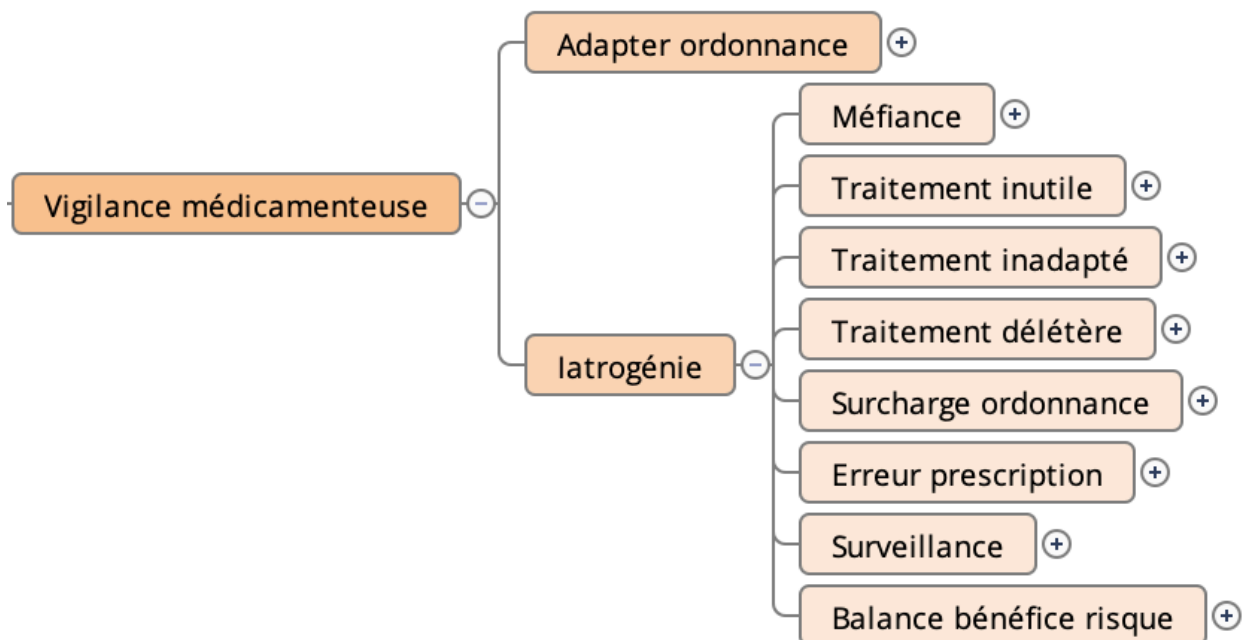 Adapter ordonnance
Méfiance
Traitement inutile
Vigilance médicamenteuse
Traitement inadapté
Traitement délétère
Iatrogénie
Surcharge ordonnance
Erreur prescription
Surveillance
Balance bénéfice risque